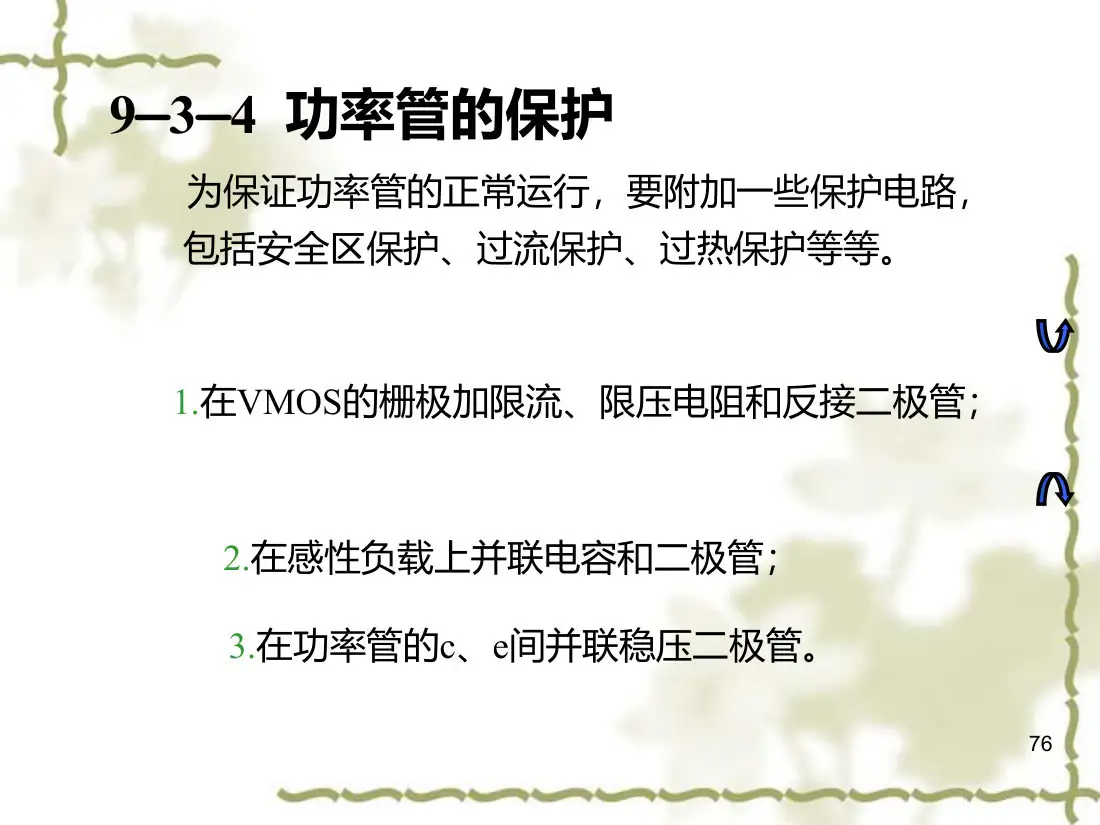 9–3–4 功率管的保护
为保证功率管的正常运行，要附加一些保护电路，
包括安全区保护、过流保护、过热保护等等。
1.在VMOS的栅极加限流、限压电阻和反接二极管；
2.在感性负载上并联电容和二极管；
3.在功率管的c、e间并联稳压二极管。
76